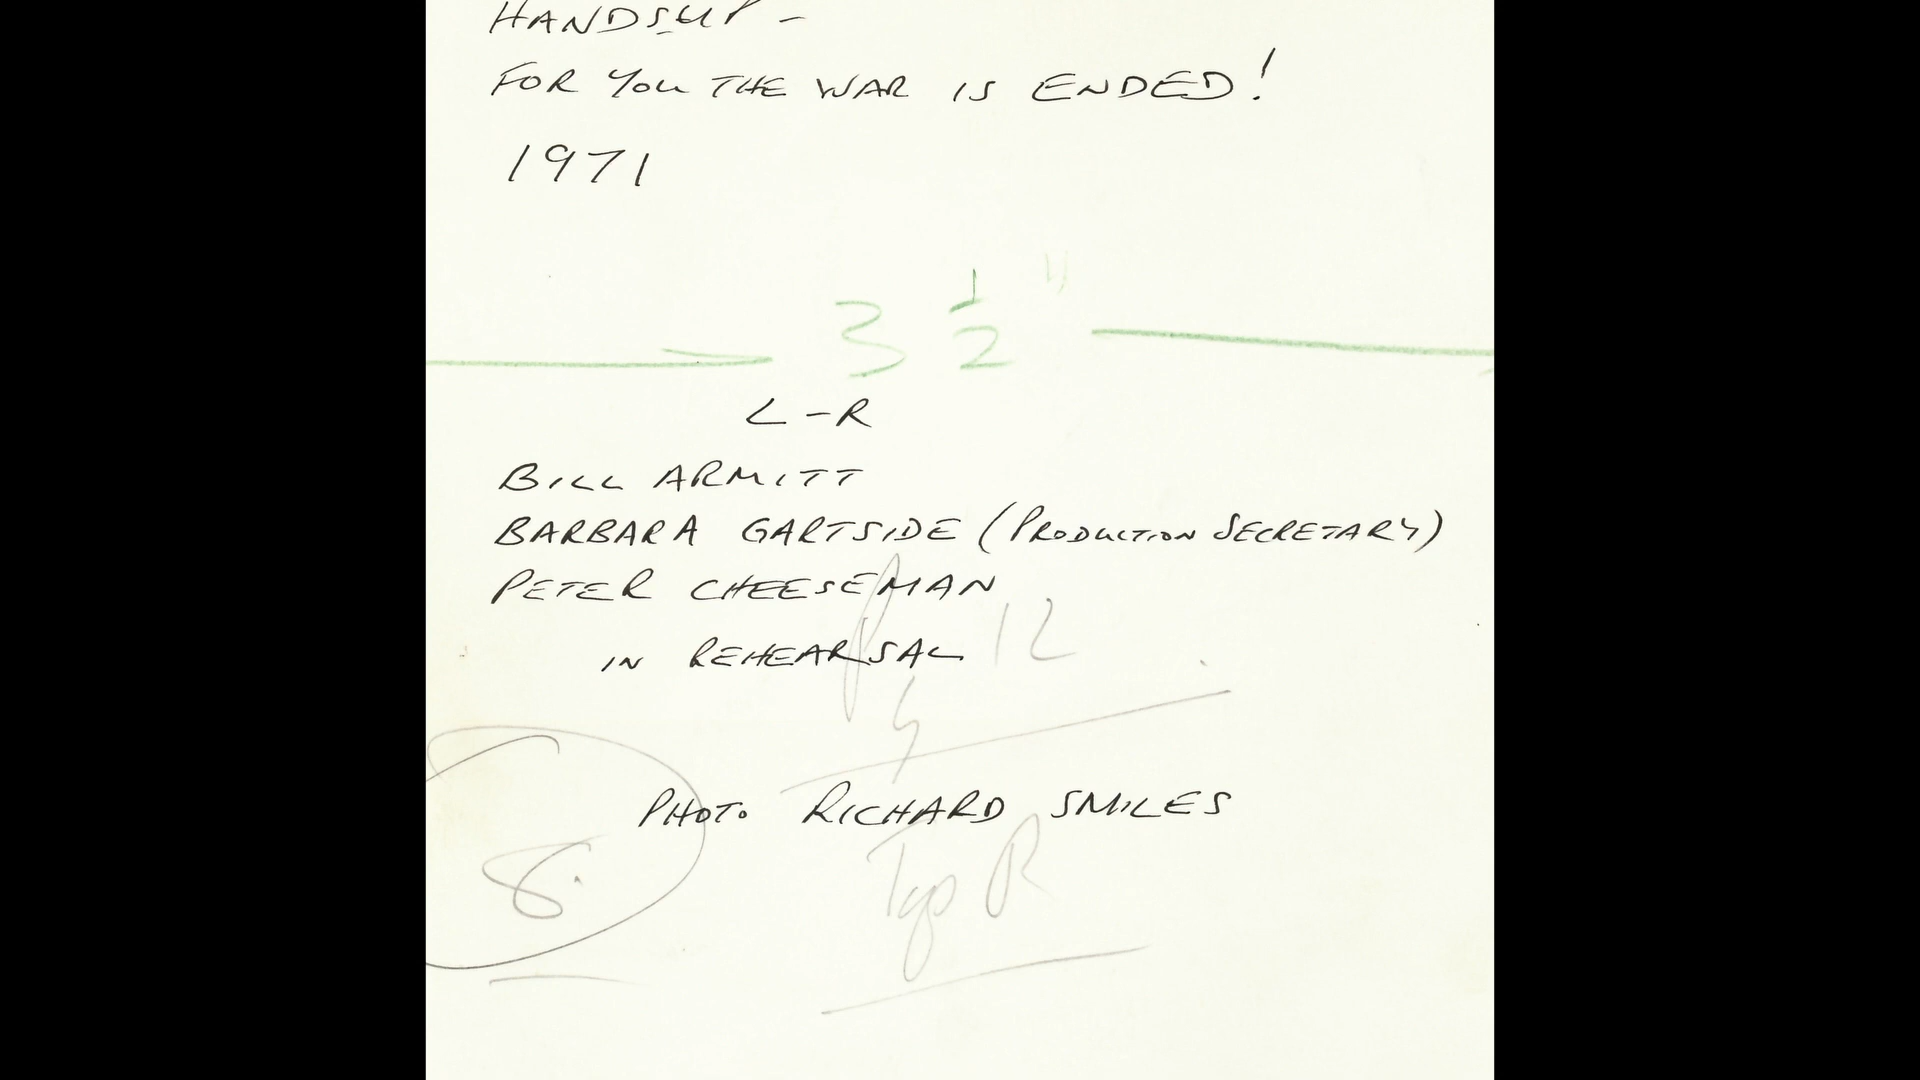 HANDSUP -
FOR YOU THE WAR IS ENDED!
1971
3 1/2"
L-R
BILL ARMITT
BARBARA GARTSIDE (PRODUCTION SECRETARY)
PETER CHEESEMAN
IN REHEARSAL
P 12
PHOTO RICHARD SMILES
8.
Top R